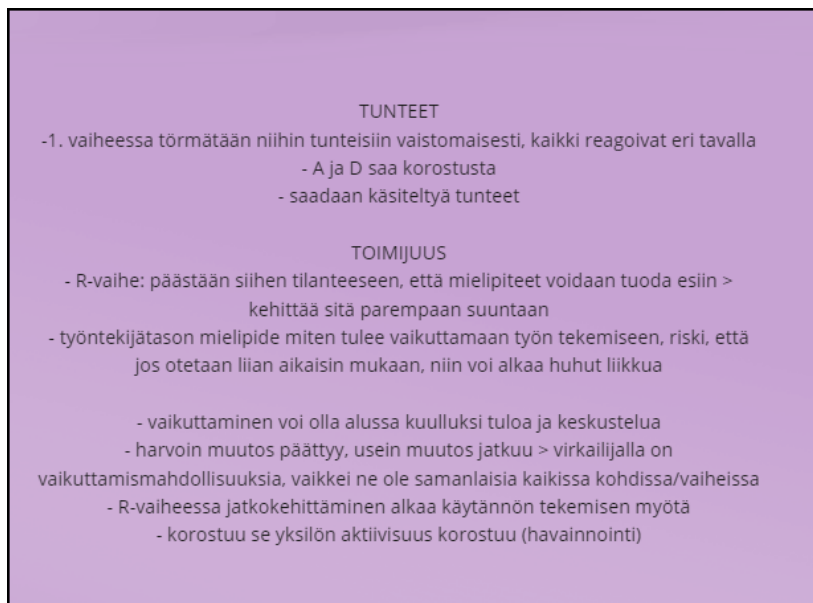 TUNTEET
-1. vaiheessa törmätään niihin tunteisiin vaistomaisesti, kaikki reagoivat eri tavalla
- A ja D saa korostusta
- saadaan käsiteltyä tunteet
TOIMIJUUS
- R-vaihe: päästään siihen tilanteeseen, että mielipiteet voidaan tuoda esiin >
kehittää sitä parempaan suuntaan
- työntekijätason mielipide miten tulee vaikuttamaan työn tekemiseen, riski, että
jos otetaan liian aikaisin mukaan, niin voi alkaa huhut liikkua
- vaikuttaminen voi olla alussa kuulluksi tuloa ja keskustelua
- harvoin muutos päättyy, usein muutos jatkuu > virkailijalla on
vaikuttamismahdollisuuksia, vaikkei ne ole samanlaisia kaikissa kohdissa/vaiheissa
- R-vaiheessa jatkokehittäminen alkaa käytännön tekemisen myötä
- korostuu se yksilön aktiivisuus korostuu (havainnointi)